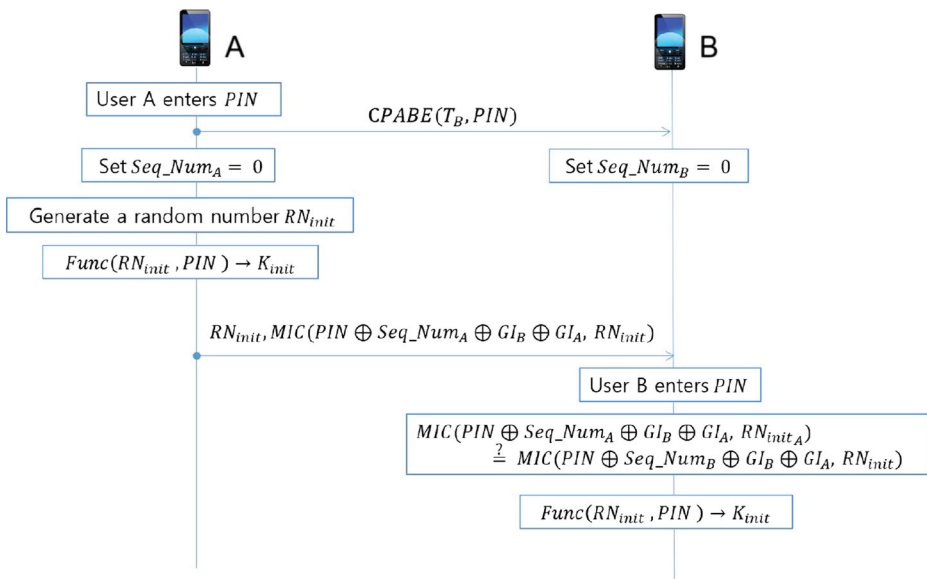 A
B
User A enters PIN
CPABE(T_B, PIN)
Set Seq_Num_A = 0
Set Seq_Num_B = 0
Generate a random number RN_init
Func(RN_init , PIN ) → K_init
RN_init, MIC(PIN ⊕ Seq_Num_A ⊕ GI_B ⊕ GI_A, RN_init)
User B enters PIN
MIC(PIN ⊕ Seq_Num_A ⊕ GI_B ⊕ GI_A, RN_init_A)
≟ MIC(PIN ⊕ Seq_Num_B ⊕ GI_B ⊕ GI_A, RN_init)
Func(RN_init , PIN ) → K_init